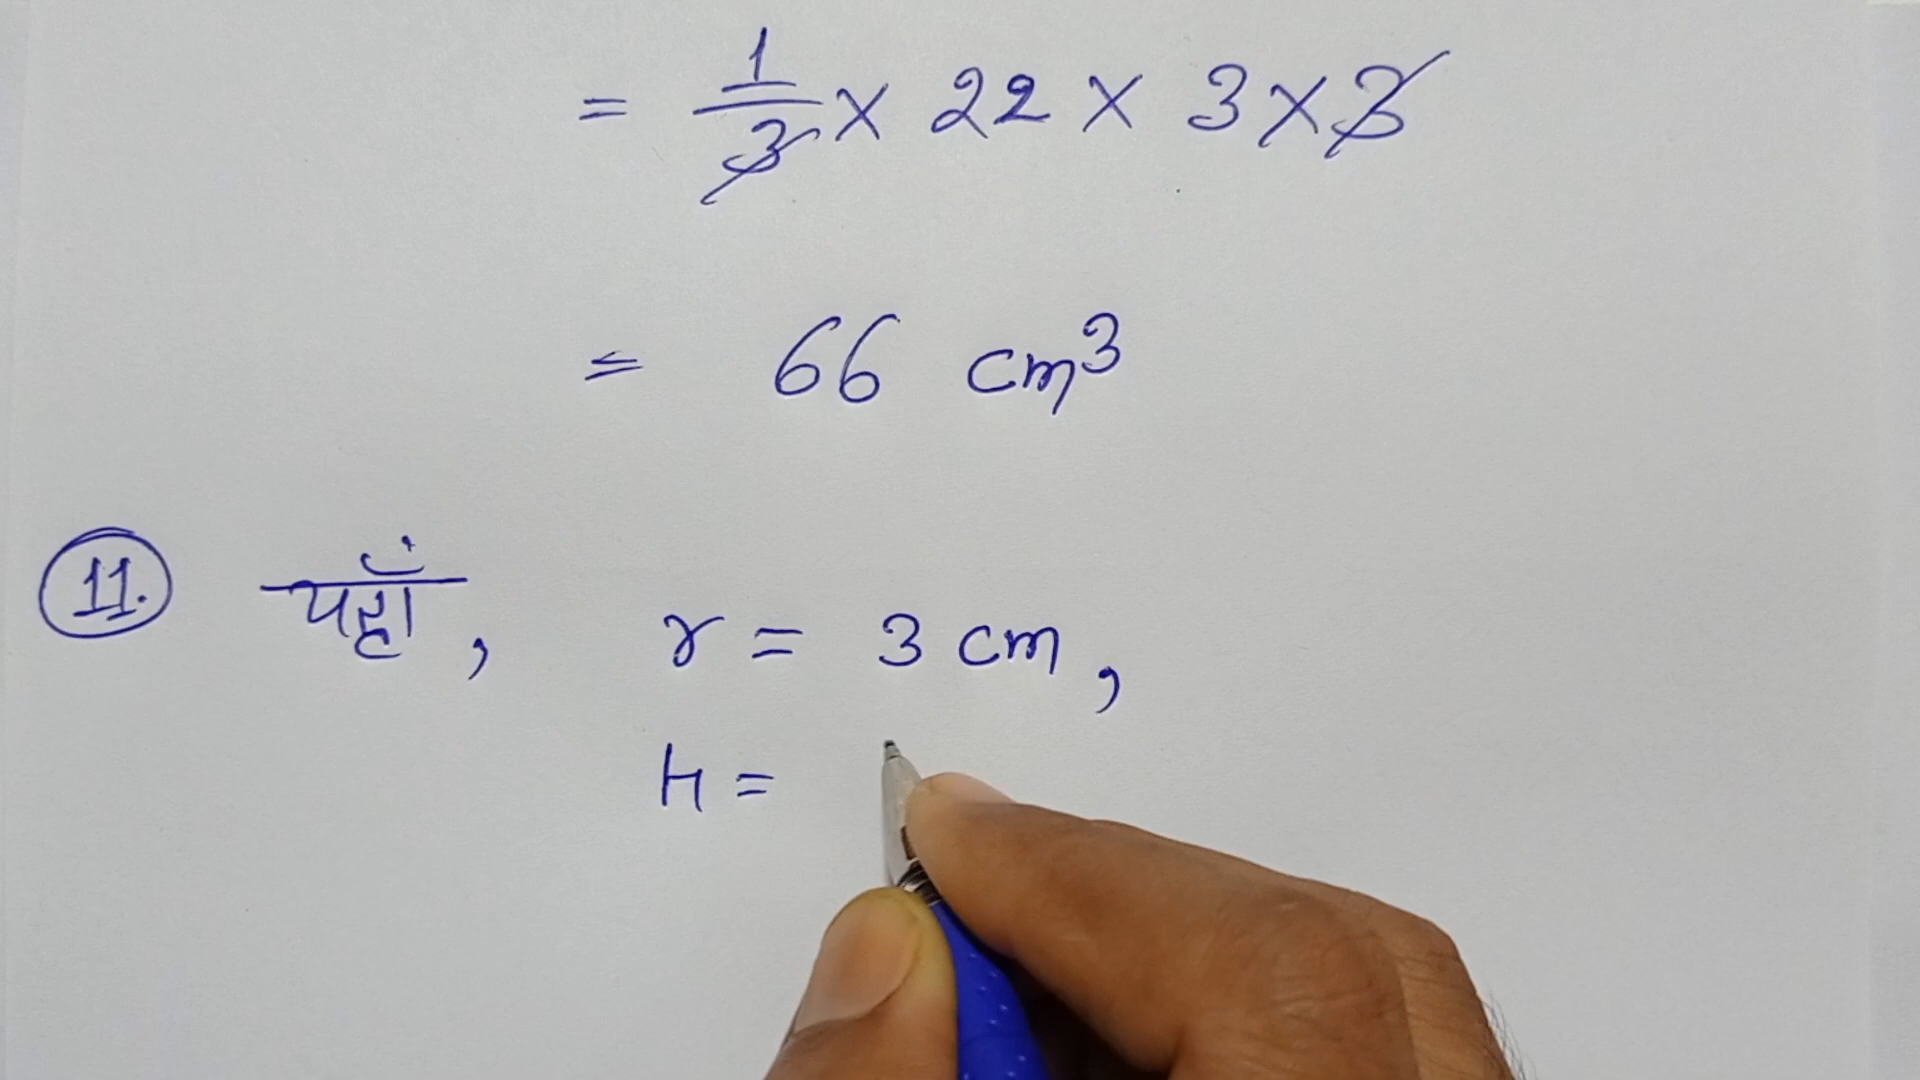 = 1/3 × 22 × 3 × 3
= 66 cm³
11. यहाँ, r = 3 cm,
H =